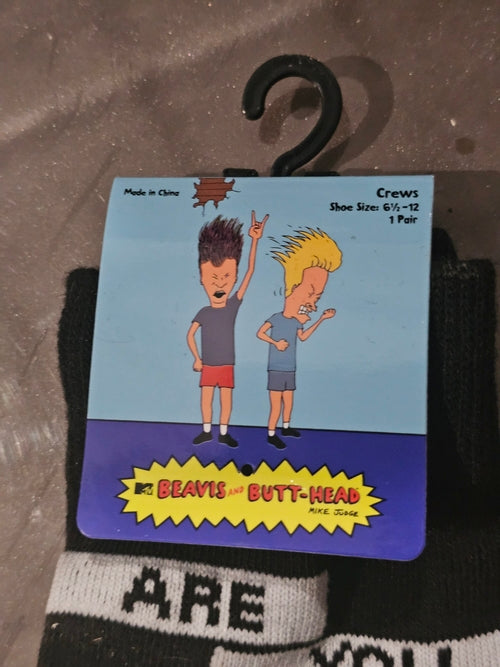 Made in China
Crews
Shoe Size: 6½-12
1 Pair
MTV BEAVIS AND BUTT-HEAD
MIKE JUDGE
ARE
YOU